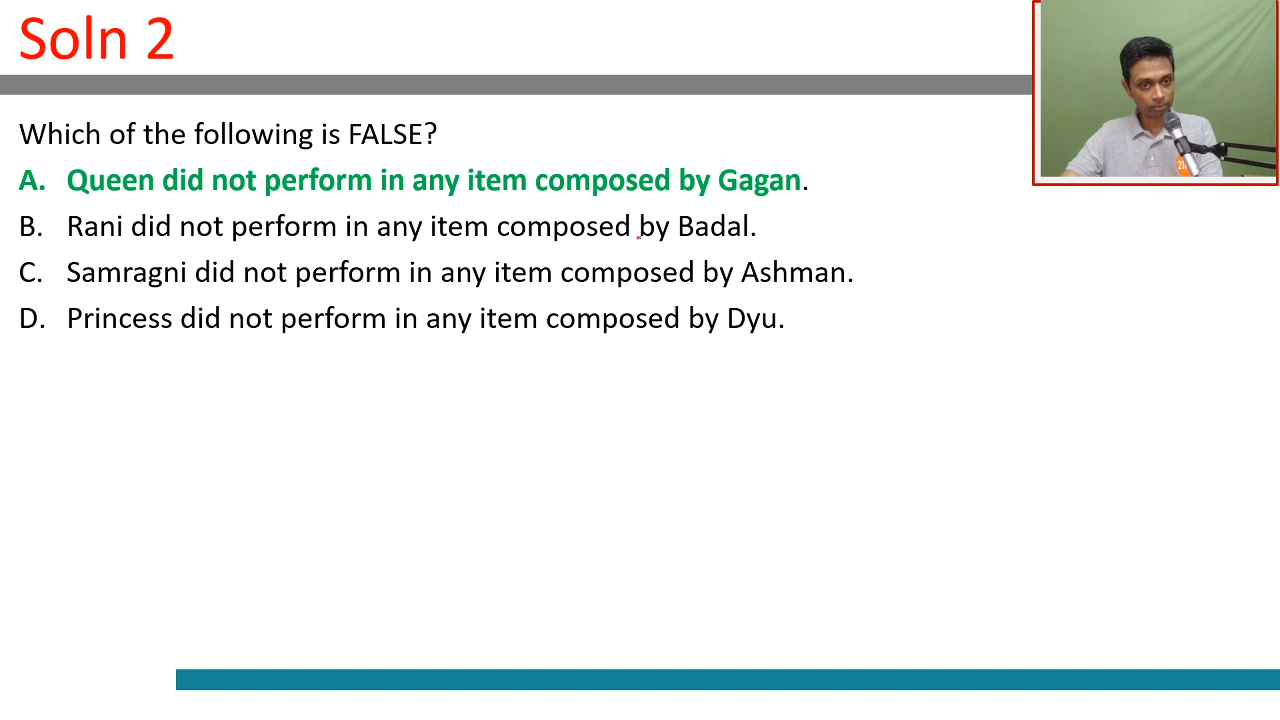 Soln 2
Which of the following is FALSE?
A. Queen did not perform in any item composed by Gagan.
B. Rani did not perform in any item composed by Badal.
C. Samragni did not perform in any item composed by Ashman.
D. Princess did not perform in any item composed by Dyu.